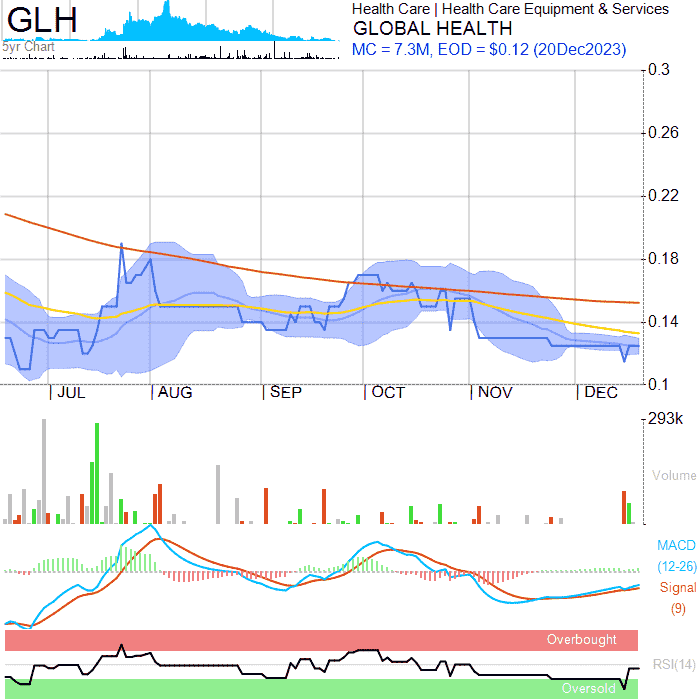 GLH
5yr Chart
Health Care | Health Care Equipment & Services
GLOBAL HEALTH
MC = 7.3M, EOD = $0.12 (20Dec2023)
0.3
0.26
0.22
0.18
0.14
0.1
JUL AUG SEP OCT NOV DEC
293k
Volume
MACD
(12-26)
Signal
(9)
Overbought
RSI(14)
Oversold